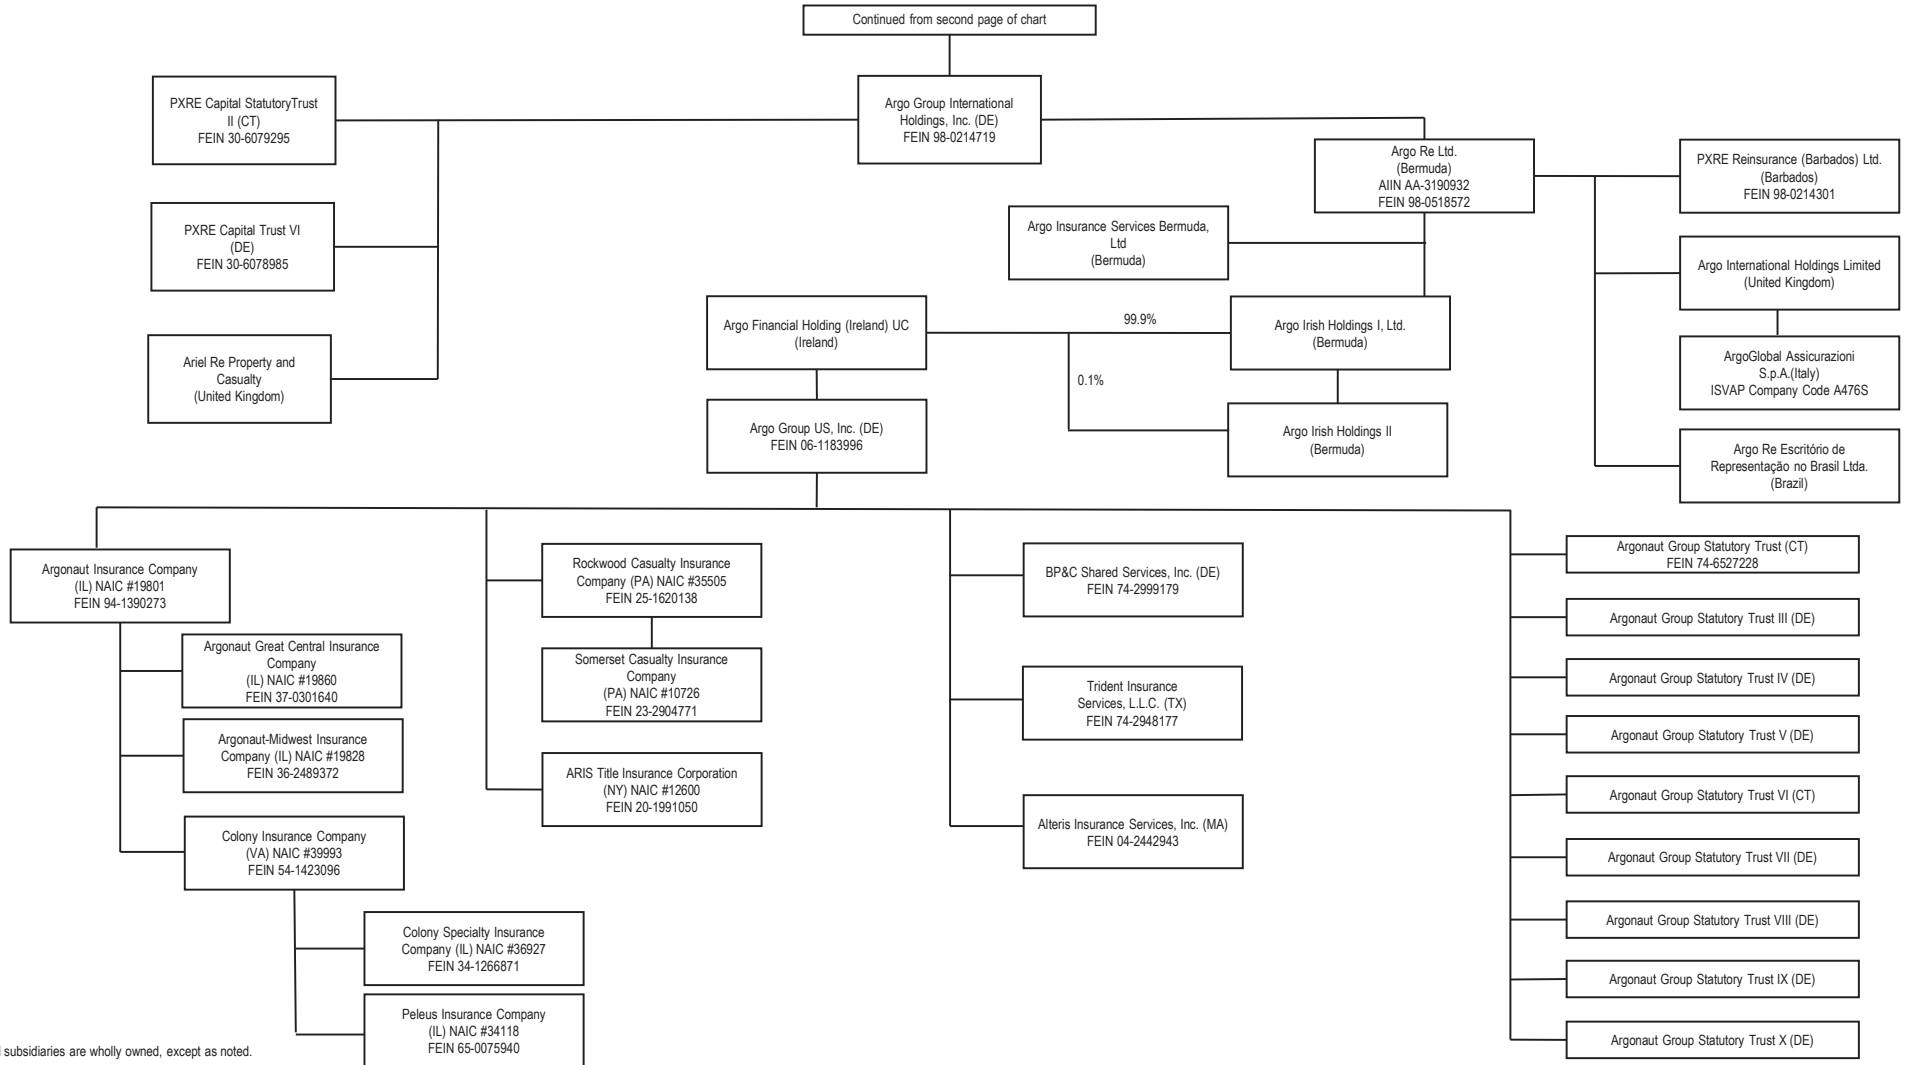 Continued from second page of chart
PXRE Capital StatutoryTrust
II (CT)
FEIN 30-6079295
Argo Group International
Holdings, Inc. (DE)
FEIN 98-0214719
Argo Re Ltd.
(Bermuda)
AIIN AA-3190932
FEIN 98-0518572
PXRE Reinsurance (Barbados) Ltd.
(Barbados)
FEIN 98-0214301
PXRE Capital Trust VI
(DE)
FEIN 30-6078985
Argo Insurance Services Bermuda,
Ltd
(Bermuda)
Argo International Holdings Limited
(United Kingdom)
Argo Financial Holding (Ireland) UC
(Ireland)
99.9%
Argo Irish Holdings I, Ltd.
(Bermuda)
Ariel Re Property and
Casualty
(United Kingdom)
0.1%
ArgoGlobal Assicurazioni
S.p.A.(Italy)
ISVAP Company Code A476S
Argo Group US, Inc. (DE)
FEIN 06-1183996
Argo Irish Holdings II
(Bermuda)
Argo Re Escritório de
Representação no Brasil Ltda.
(Brazil)
Argonaut Insurance Company
(IL) NAIC #19801
FEIN 94-1390273
Argonaut Great Central Insurance
Company
(IL) NAIC #19860
FEIN 37-0301640
Argonaut-Midwest Insurance
Company (IL) NAIC #19828
FEIN 36-2489372
Colony Insurance Company
(VA) NAIC #39993
FEIN 54-1423096
Colony Specialty Insurance
Company (IL) NAIC #36927
FEIN 34-1266871
Peleus Insurance Company
(IL) NAIC #34118
FEIN 65-0075940
Rockwood Casualty Insurance
Company (PA) NAIC #35505
FEIN 25-1620138
Somerset Casualty Insurance
Company
(PA) NAIC #10726
FEIN 23-2904771
ARIS Title Insurance Corporation
(NY) NAIC #12600
FEIN 20-1991050
BP&C Shared Services, Inc. (DE)
FEIN 74-2999179
Trident Insurance
Services, L.L.C. (TX)
FEIN 74-2948177
Alteris Insurance Services, Inc. (MA)
FEIN 04-2442943
Argonaut Group Statutory Trust (CT)
FEIN 74-6527228
Argonaut Group Statutory Trust III (DE)
Argonaut Group Statutory Trust IV (DE)
Argonaut Group Statutory Trust V (DE)
Argonaut Group Statutory Trust VI (CT)
Argonaut Group Statutory Trust VII (DE)
Argonaut Group Statutory Trust VIII (DE)
Argonaut Group Statutory Trust IX (DE)
Argonaut Group Statutory Trust X (DE)
subsidiaries are wholly owned, except as noted.